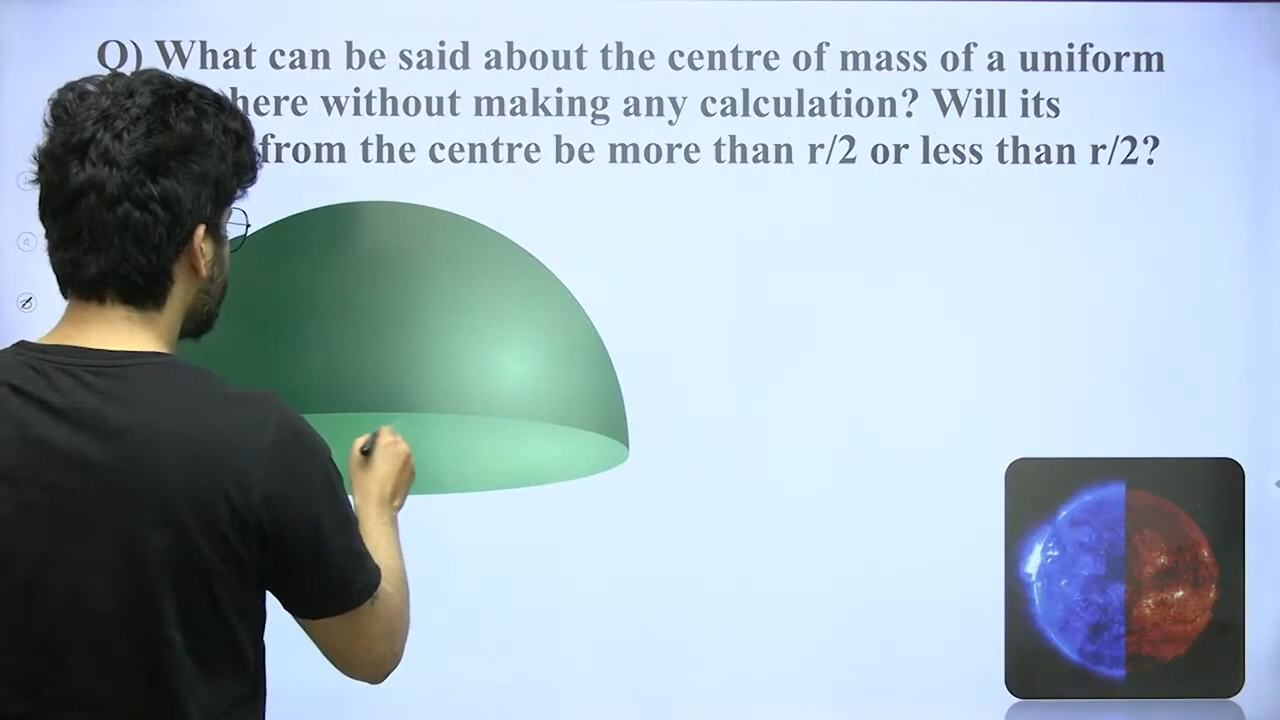 Q) What can be said about the centre of mass of a uniform
here without making any calculation? Will its
from the centre be more than r/2 or less than r/2?